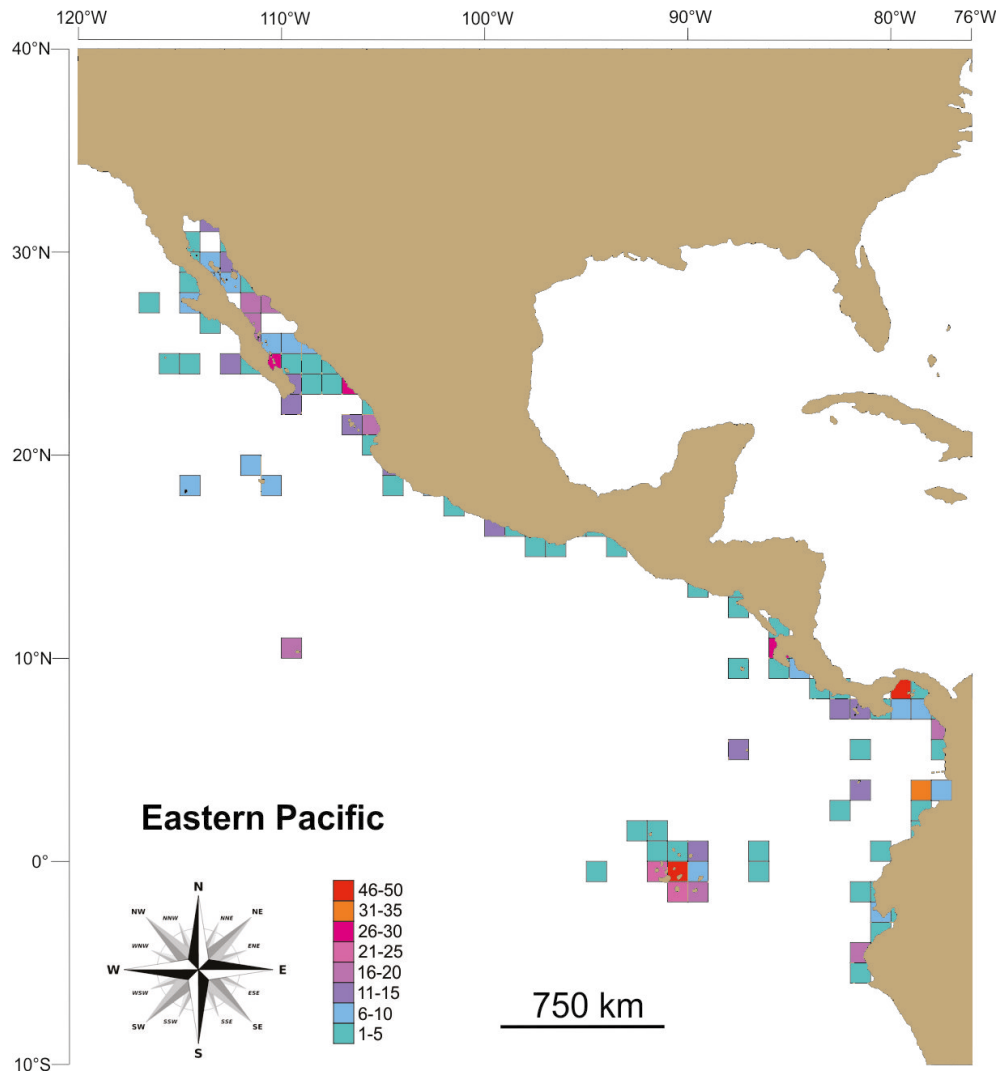 120°W 110°W 100°W 90°W 80°W 76°W
40°N
30°N
20°N
10°N
0°
10°S
Eastern Pacific
N
NNW NNE
NW NE
WNW ENE
W E
WSW ESE
SW SE
SSW SSE
S
46-50
31-35
26-30
21-25
16-20
11-15
6-10
1-5
750 km